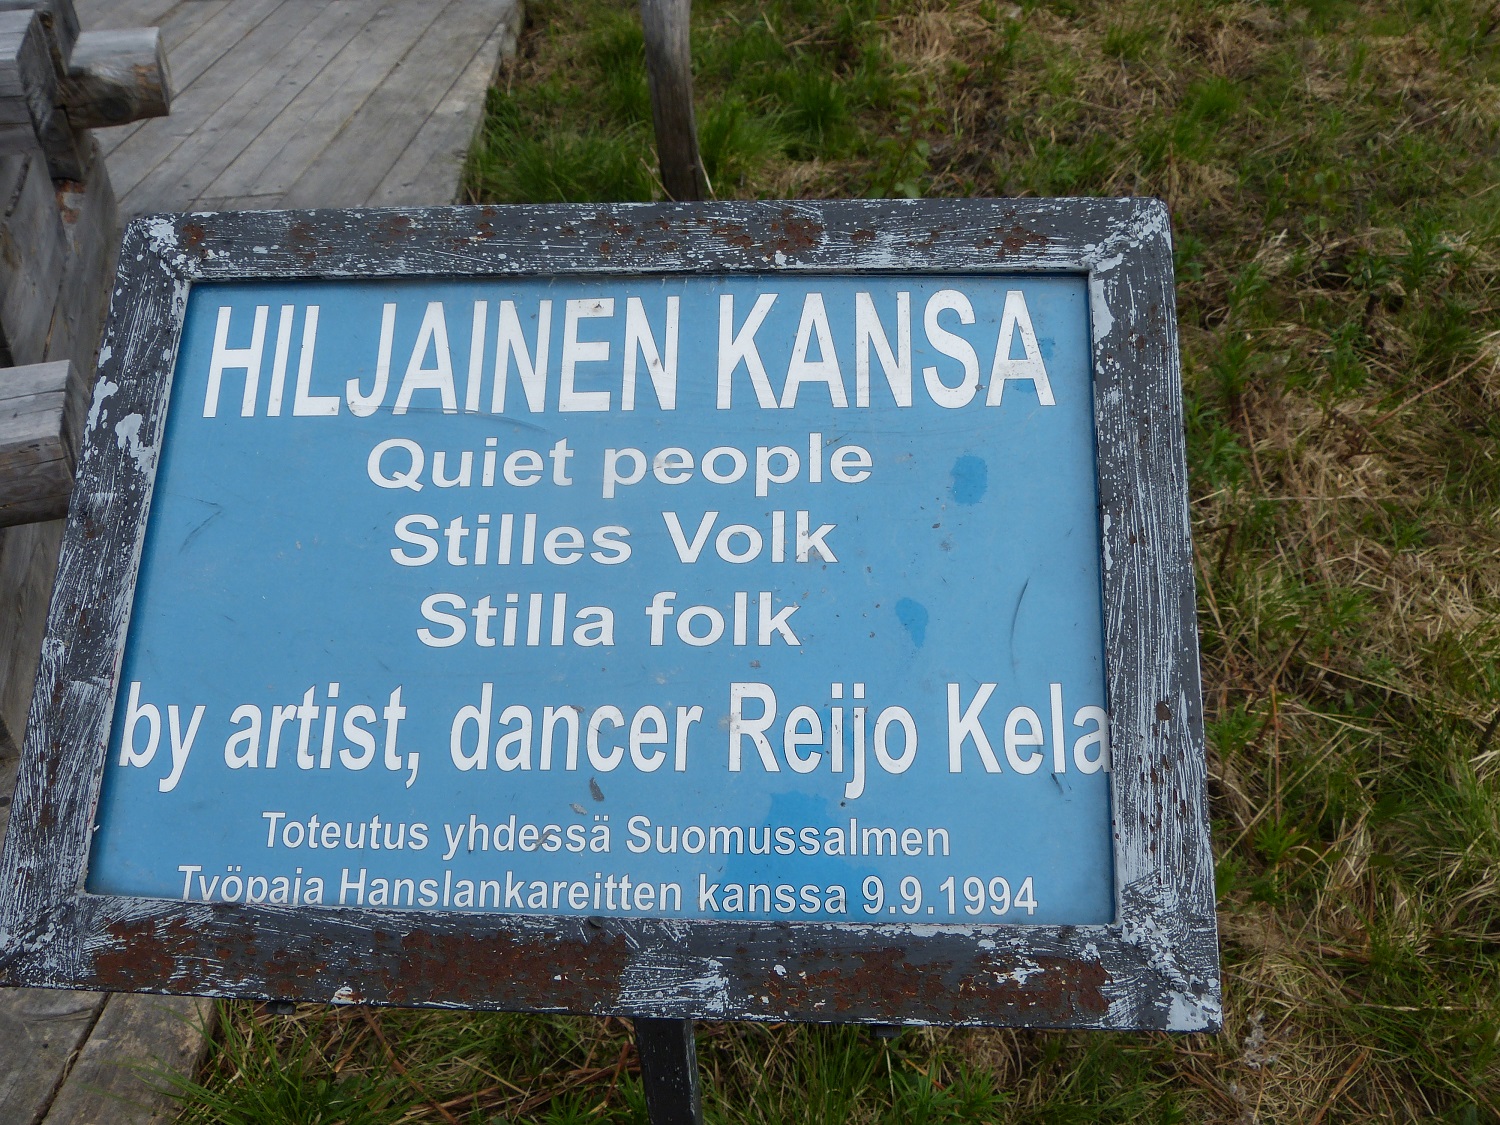 HILJAINEN KANSA
Quiet people
Stilles Volk
Stilla folk
by artist, dancer Reijo Kela
Toteutus yhdessä Suomussalmen
Työpaja Hanslankareitten kanssa 9.9.1994